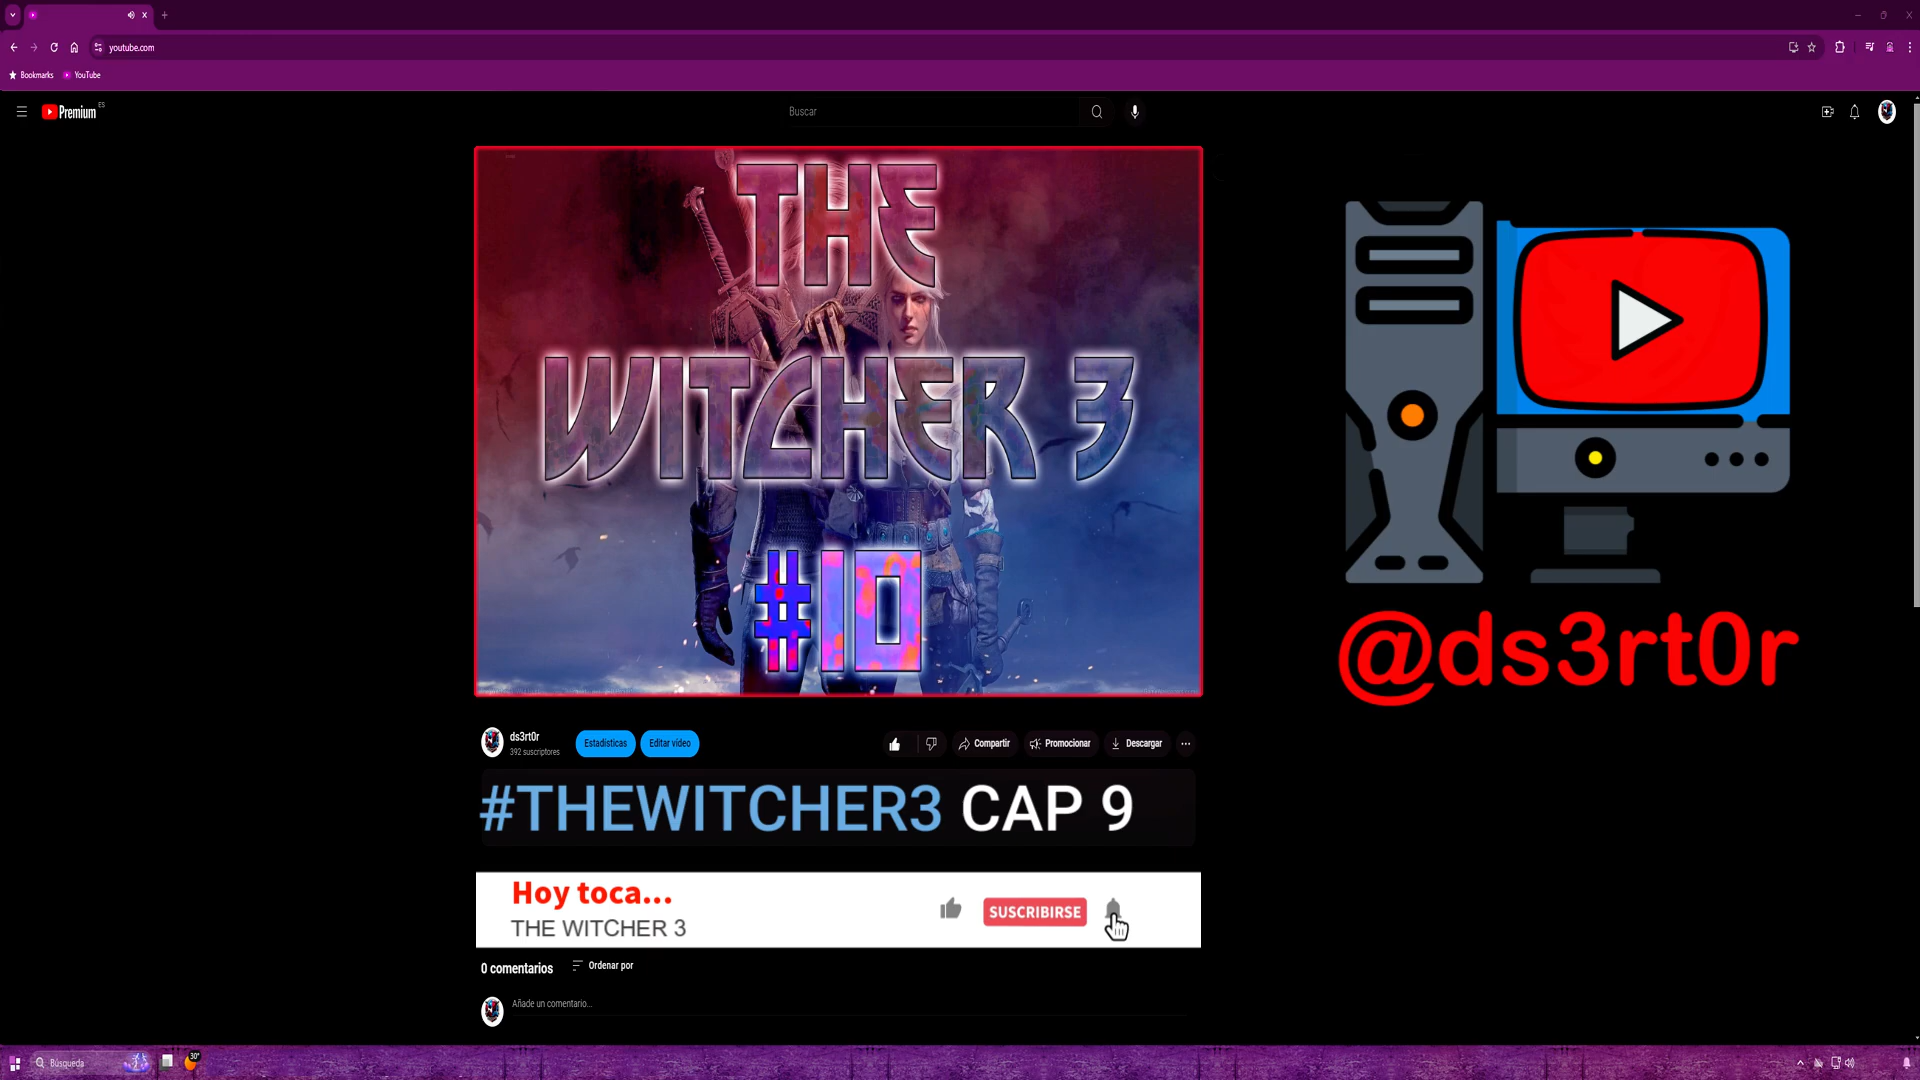 youtube.com
Bookmarks YouTube
Premium ES
Buscar
THE
WITCHER 3
#10
@ds3rt0r
ds3rt0r
392 suscriptores
Estadísticas
Editar vídeo
Compartir
Promocionar
Descargar
#THEWITCHER3 CAP 9
Hoy toca...
THE WITCHER 3
SUSCRIBIRSE
0 comentarios
Ordenar por
Añade un comentario...
Búsqueda
30°